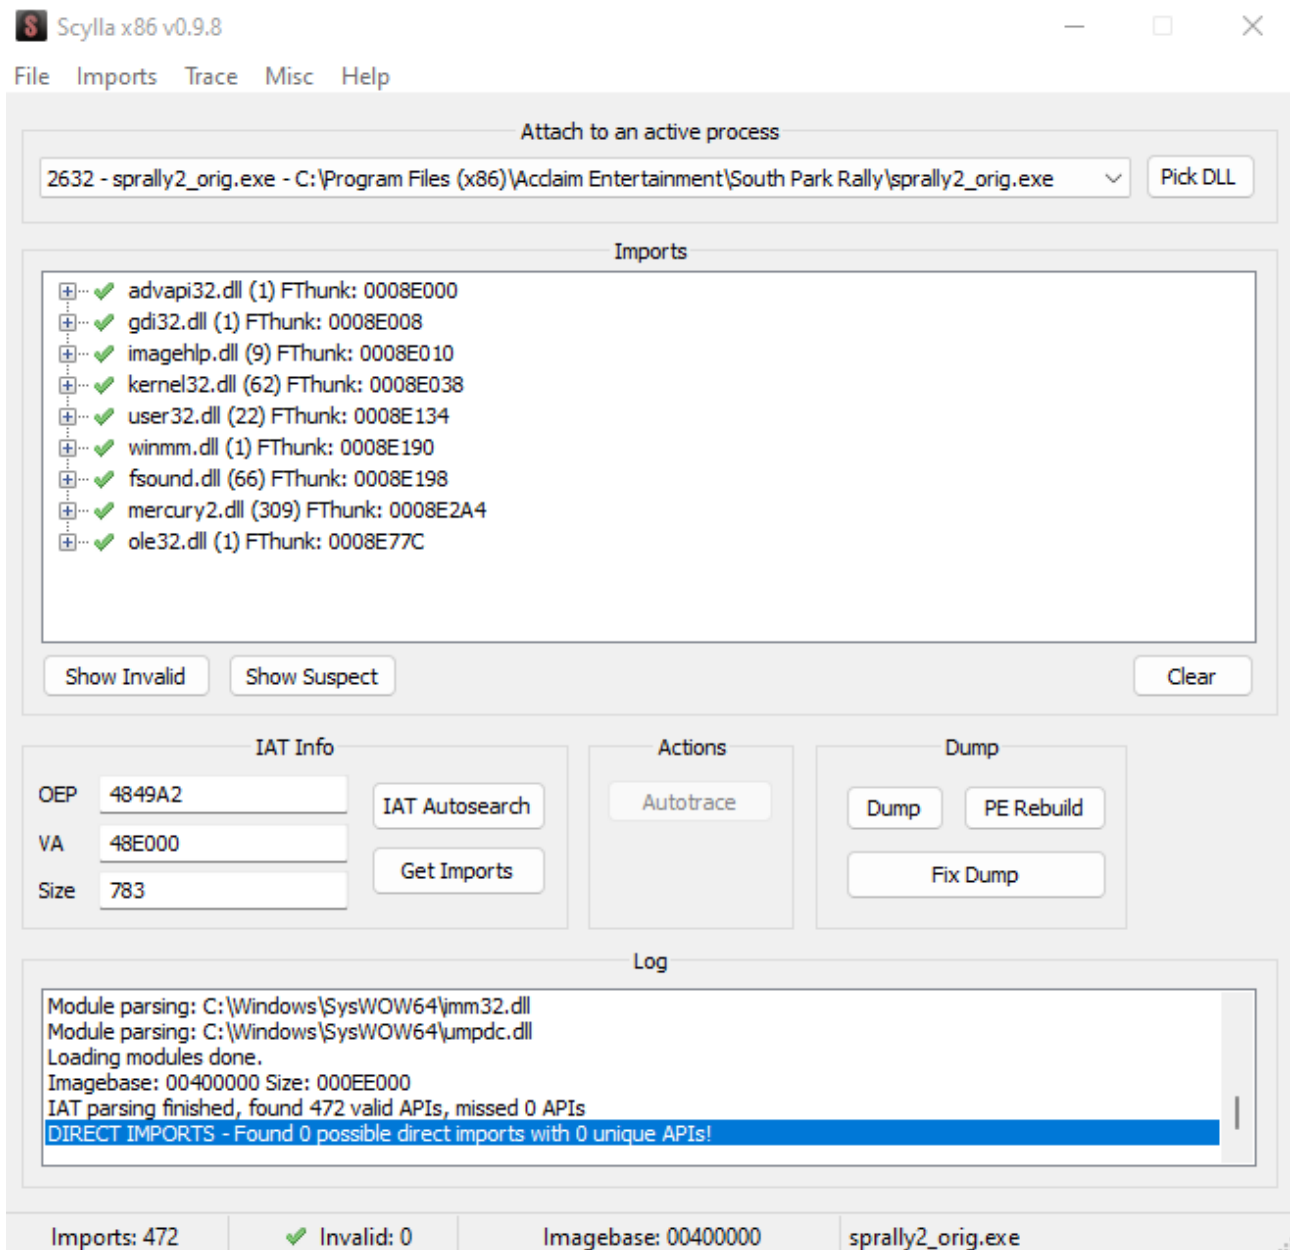 Scylla x86 v0.9.8
File Imports Trace Misc Help
Attach to an active process
2632 - sprally2_orig.exe - C:\Program Files (x86)\Acclaim Entertainment\South Park Rally\sprally2_orig.exe
Pick DLL
Imports
advapi32.dll (1) FThunk: 0008E000
gdi32.dll (1) FThunk: 0008E008
imagehlp.dll (9) FThunk: 0008E010
kernel32.dll (62) FThunk: 0008E038
user32.dll (22) FThunk: 0008E134
winmm.dll (1) FThunk: 0008E190
fsound.dll (66) FThunk: 0008E198
mercury2.dll (309) FThunk: 0008E2A4
ole32.dll (1) FThunk: 0008E77C
Show Invalid Show Suspect Clear
IAT Info
OEP 4849A2
VA 48E000
Size 783
IAT Autosearch
Get Imports
Actions
Autotrace
Dump
Dump PE Rebuild
Fix Dump
Log
Module parsing: C:\Windows\SysWOW64\imm32.dll
Module parsing: C:\Windows\SysWOW64\umpdc.dll
Loading modules done.
Imagebase: 00400000 Size: 000EE000
IAT parsing finished, found 472 valid APIs, missed 0 APIs
DIRECT IMPORTS - Found 0 possible direct imports with 0 unique APIs!
Imports: 472 Invalid: 0 Imagebase: 00400000 sprally2_orig.exe